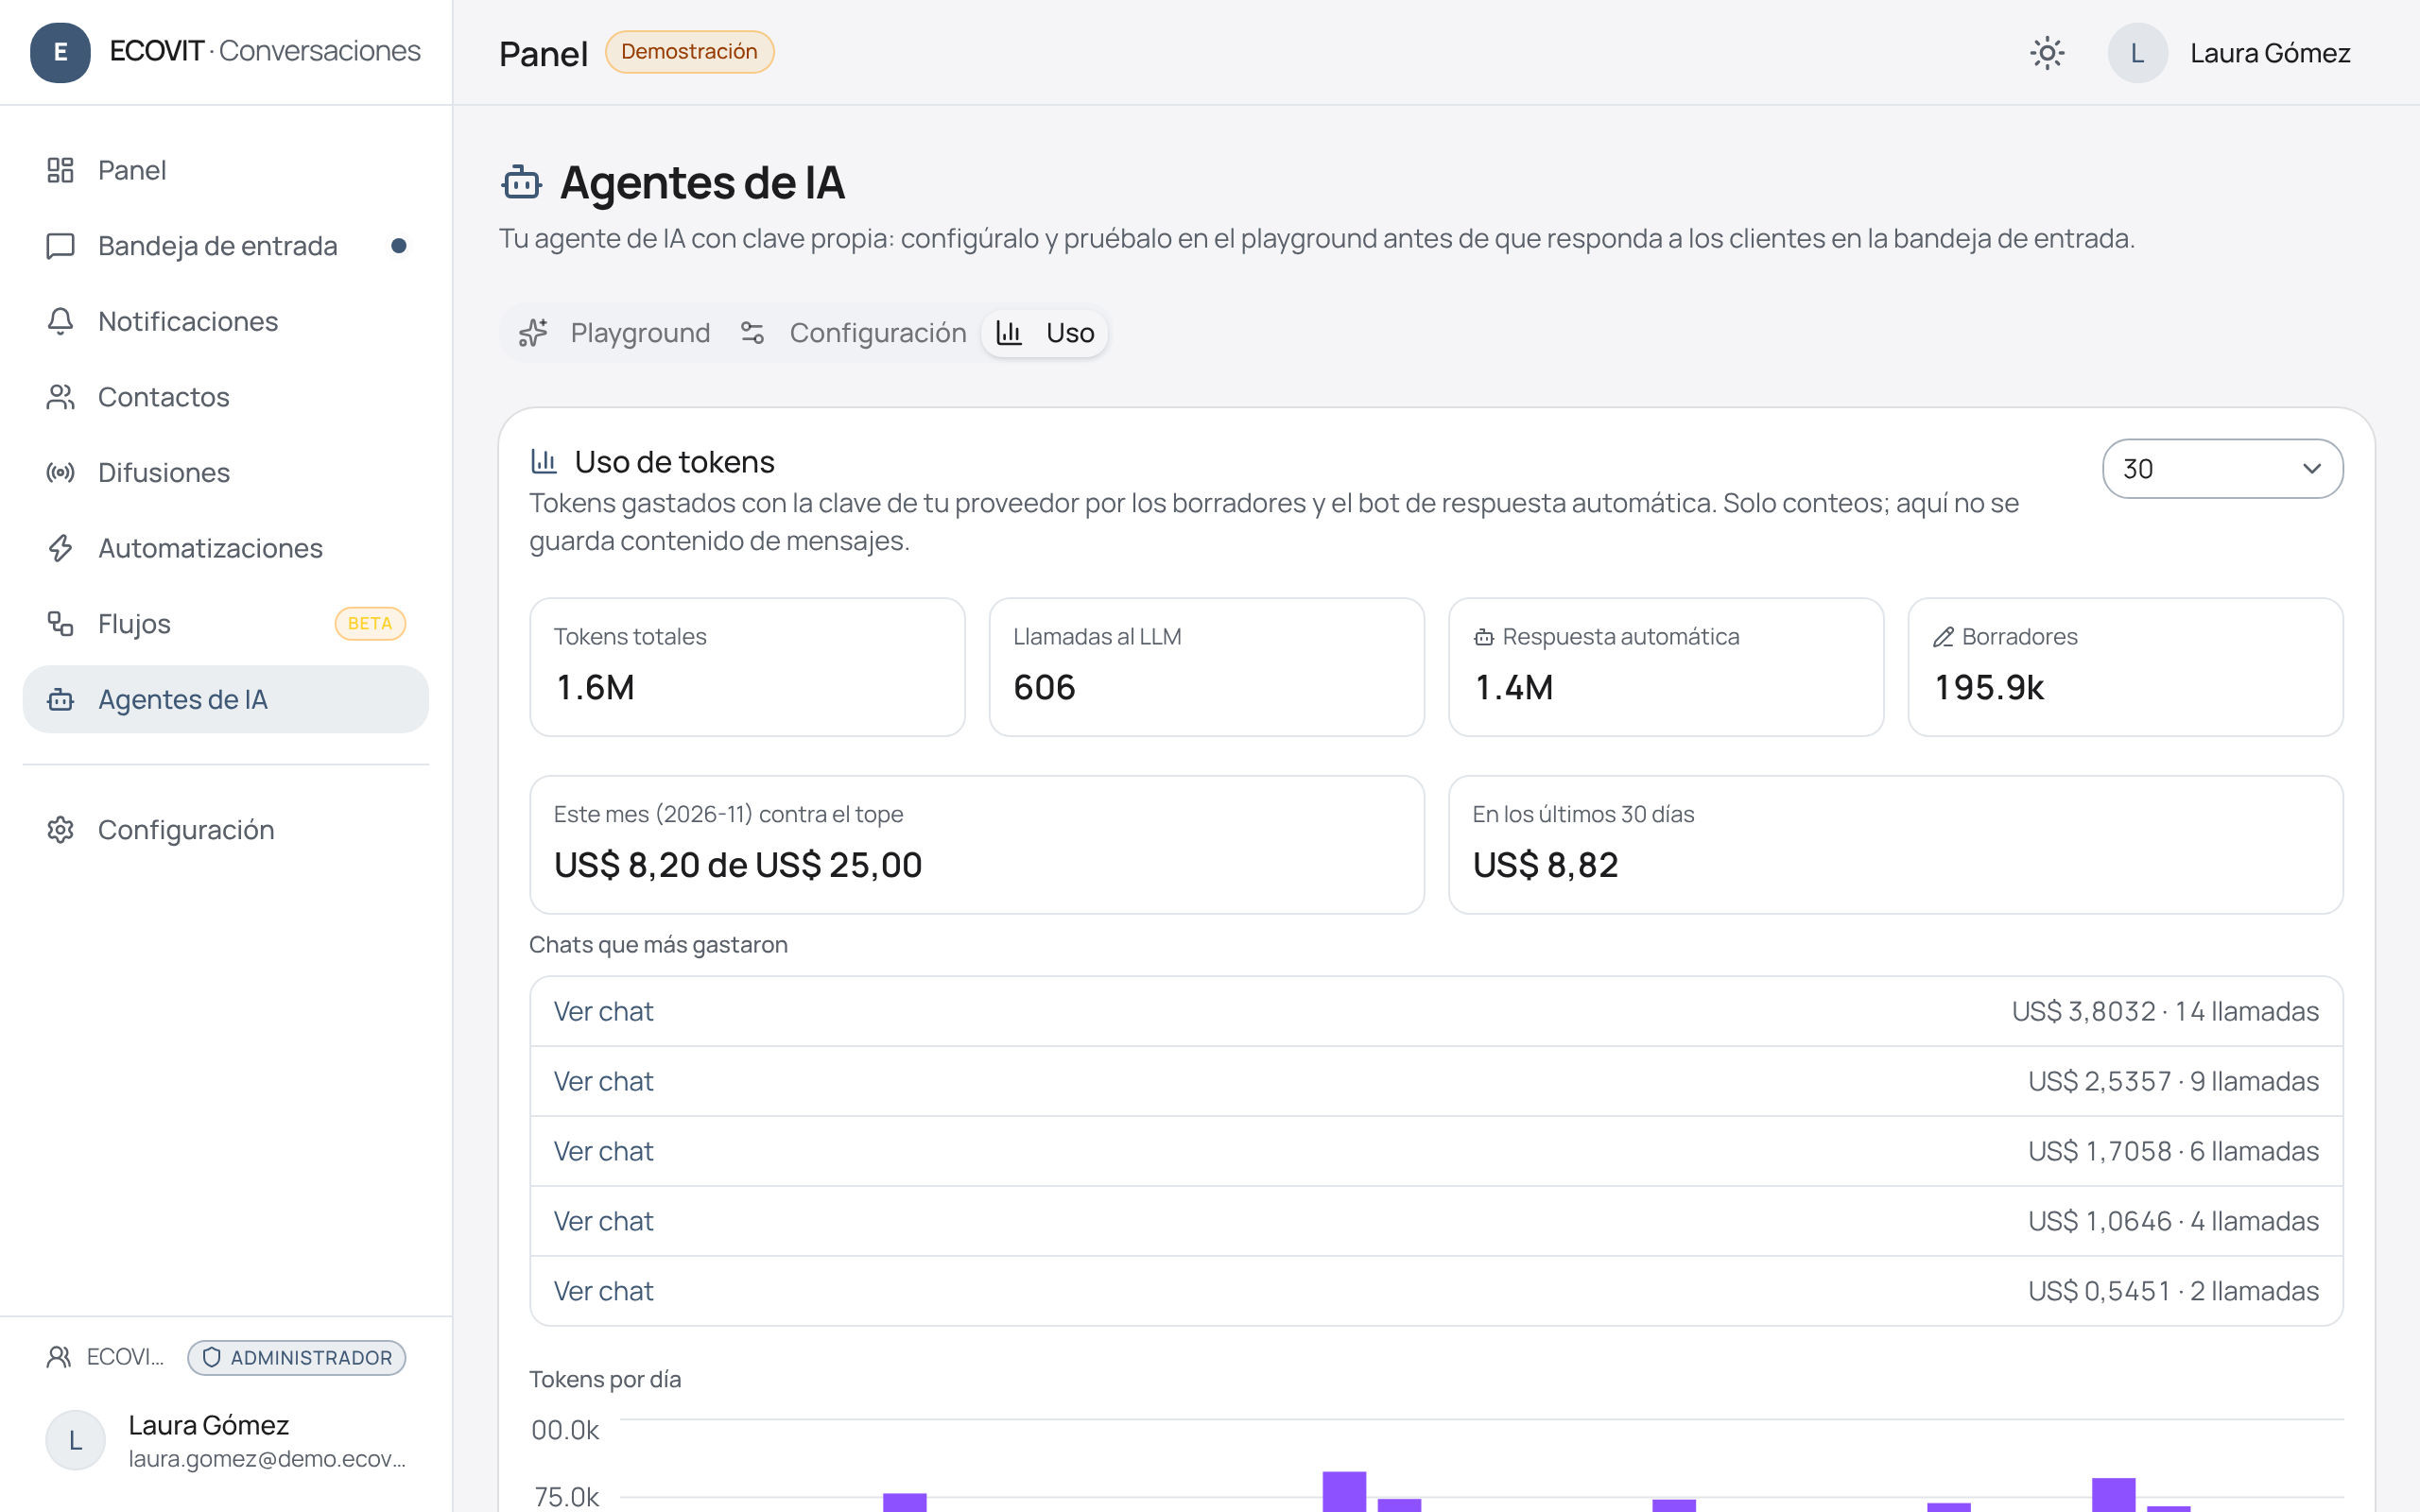 E ECOVIT · Conversaciones
Panel
Bandeja de entrada
Notificaciones
Contactos
Difusiones
Automatizaciones
Flujos BETA
Agentes de IA
Configuración
ECOVI... ADMINISTRADOR
L Laura Gómez
laura.gomez@demo.ecov...
Panel Demostración
L Laura Gómez
Agentes de IA
Tu agente de IA con clave propia: configúralo y pruébalo en el playground antes de que responda a los clientes en la bandeja de entrada.
Playground Configuración Uso
Uso de tokens
30
Tokens gastados con la clave de tu proveedor por los borradores y el bot de respuesta automática. Solo conteos; aquí no se
guarda contenido de mensajes.
Tokens totales
1.6M
Llamadas al LLM
606
Respuesta automática
1.4M
Borradores
195.9k
Este mes (2026-11) contra el tope
US$ 8,20 de US$ 25,00
En los últimos 30 días
US$ 8,82
Chats que más gastaron
Ver chat US$ 3,8032 · 14 llamadas
Ver chat US$ 2,5357 · 9 llamadas
Ver chat US$ 1,7058 · 6 llamadas
Ver chat US$ 1,0646 · 4 llamadas
Ver chat US$ 0,5451 · 2 llamadas
Tokens por día
00.0k
75.0k